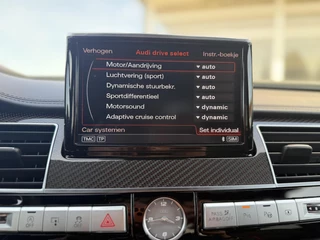 Verhogen Audi drive select Instr.-boekje
Motor/Aandrijving auto
Luchtvering (sport) auto
Dynamische stuurbekr. auto
Sportdifferentieel auto
Motorsound dynamic
Adaptive cruise control dynamic
Car systemen Set individual
TMC TP SIM